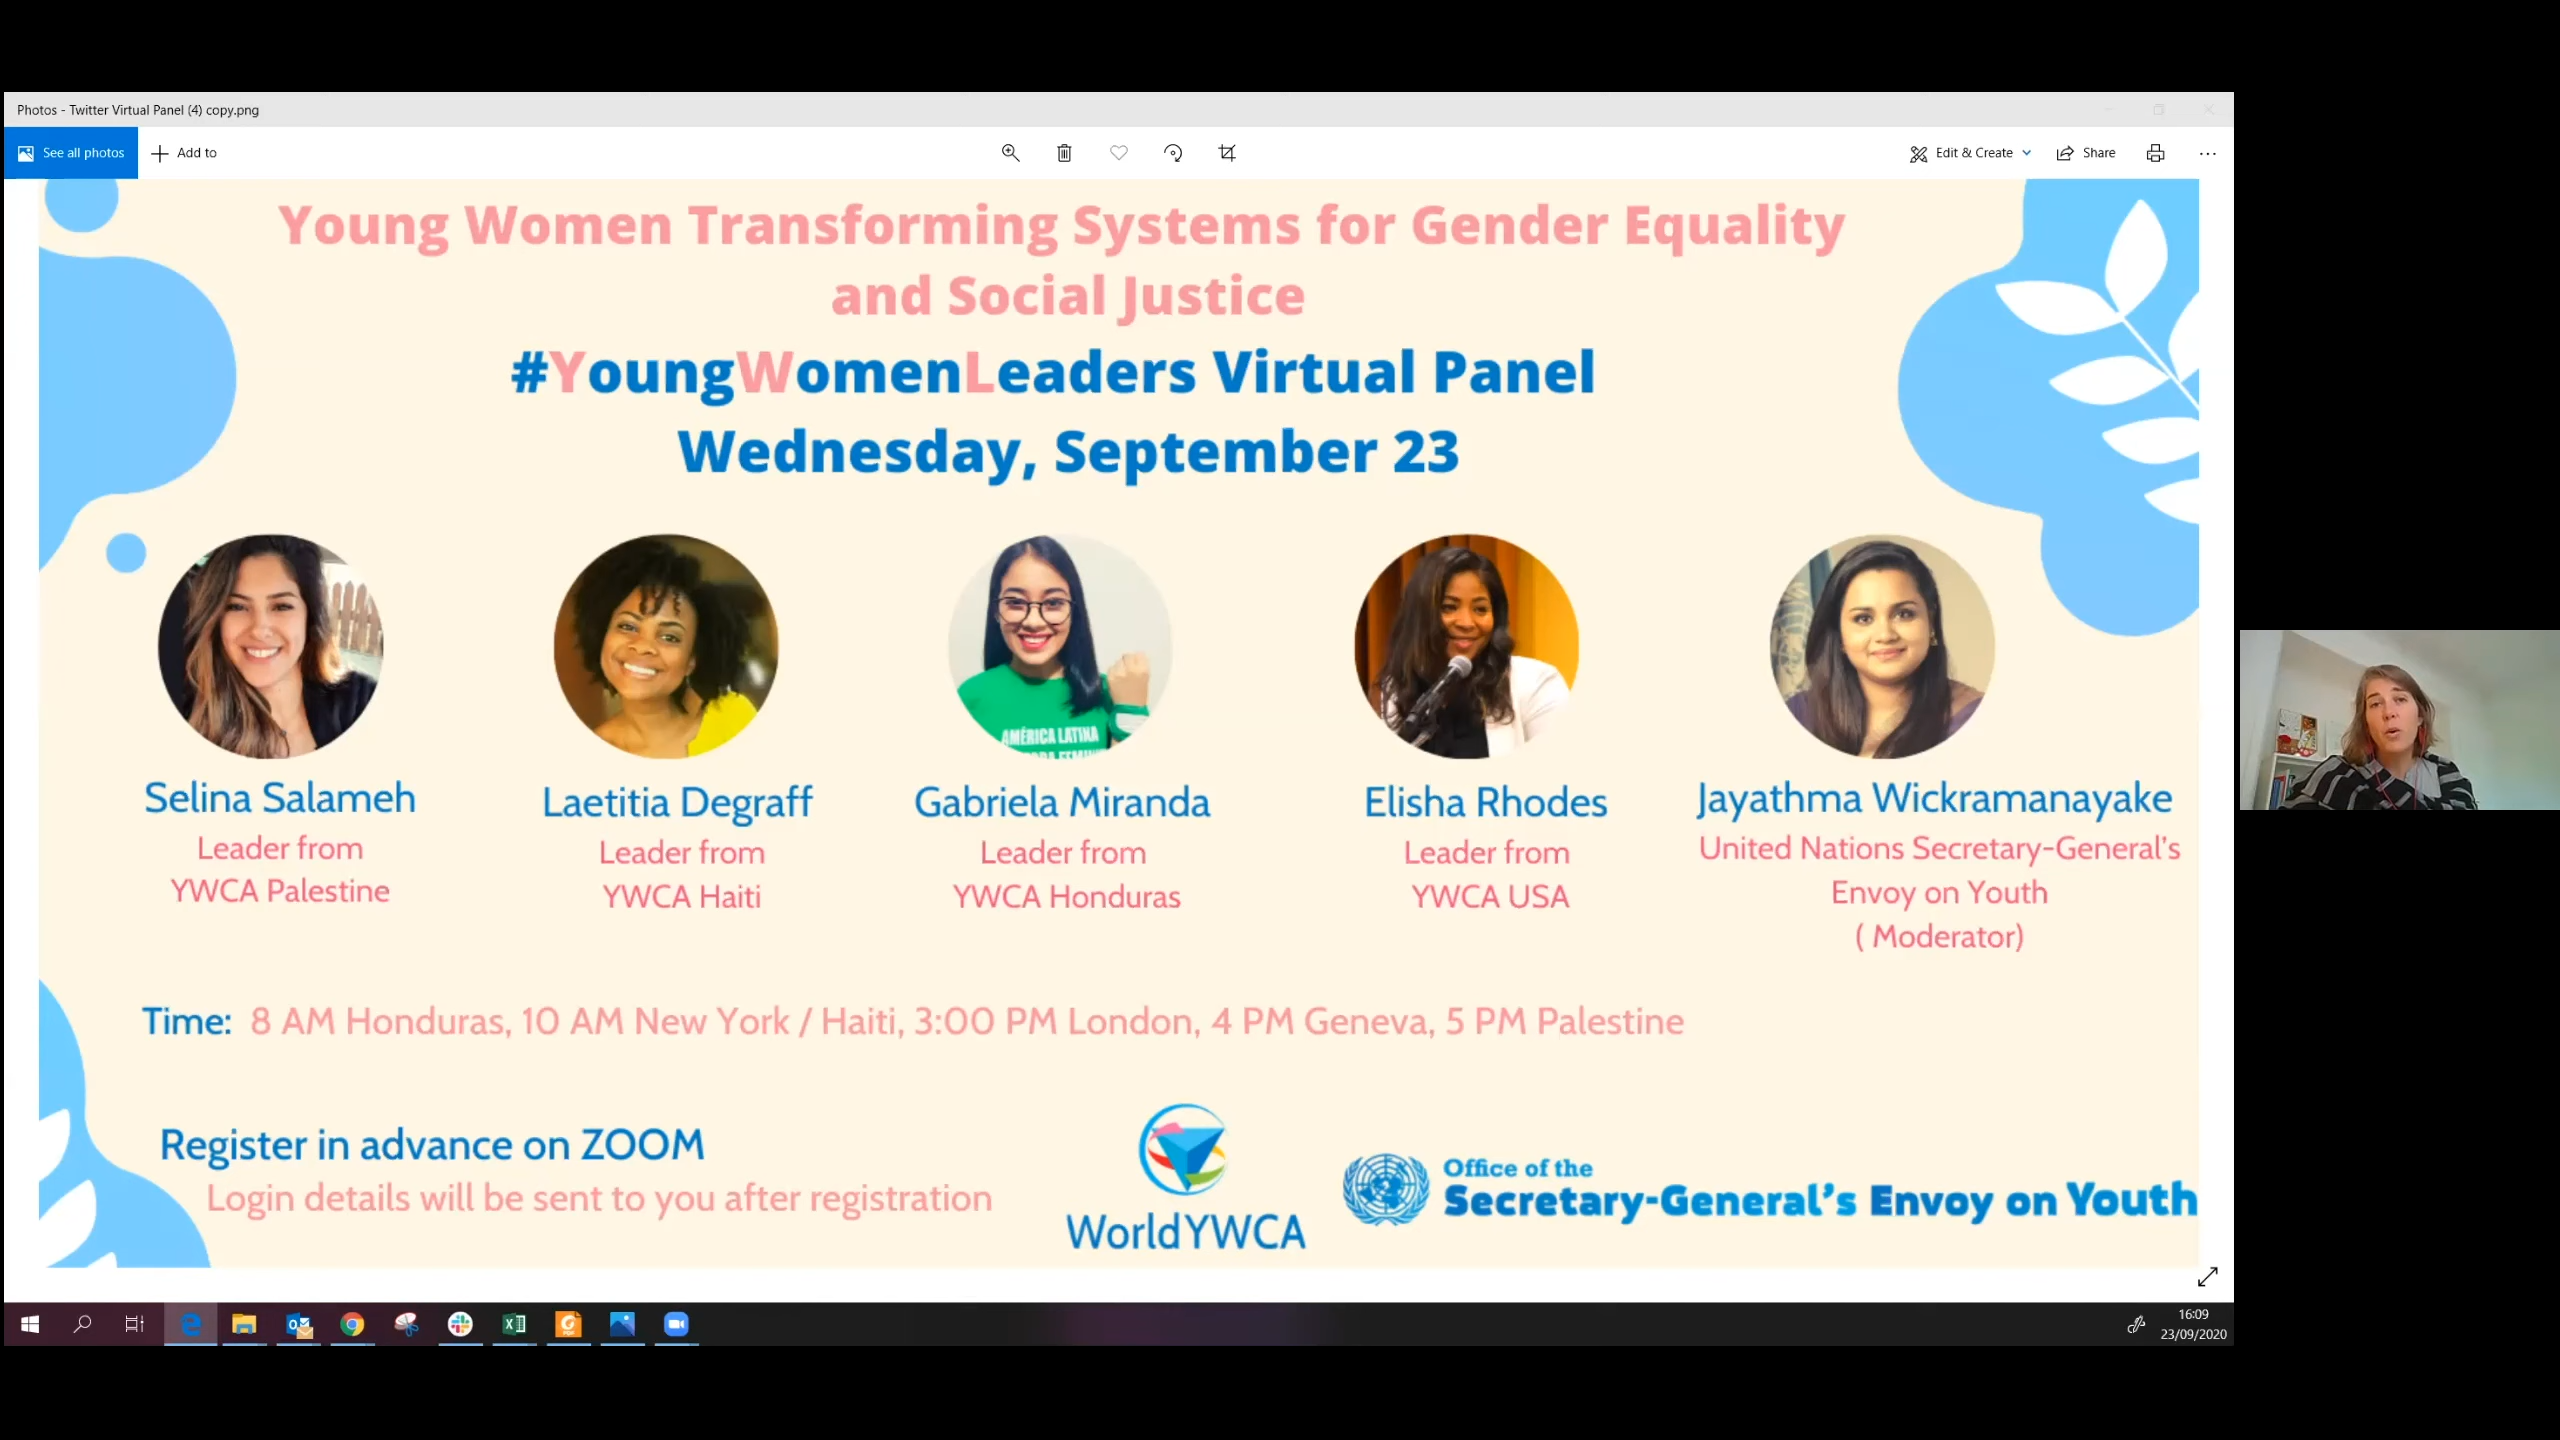 Photos - Twitter Virtual Panel (4) copy.png
See all photos
Add to
Edit & Create
Share
Young Women Transforming Systems for Gender Equality
and Social Justice
#YoungWomenLeaders Virtual Panel
Wednesday, September 23
AMÉRICA LATINA
Selina Salameh
Leader from
YWCA Palestine
Laetitia Degraff
Leader from
YWCA Haiti
Gabriela Miranda
Leader from
YWCA Honduras
Elisha Rhodes
Leader from
YWCA USA
Jayathma Wickramanayake
United Nations Secretary-General's
Envoy on Youth
( Moderator)
Time: 8 AM Honduras, 10 AM New York / Haiti, 3:00 PM London, 4 PM Geneva, 5 PM Palestine
Register in advance on ZOOM
Login details will be sent to you after registration
WorldYWCA
Office of the
Secretary-General's Envoy on Youth
16:09
23/09/2020